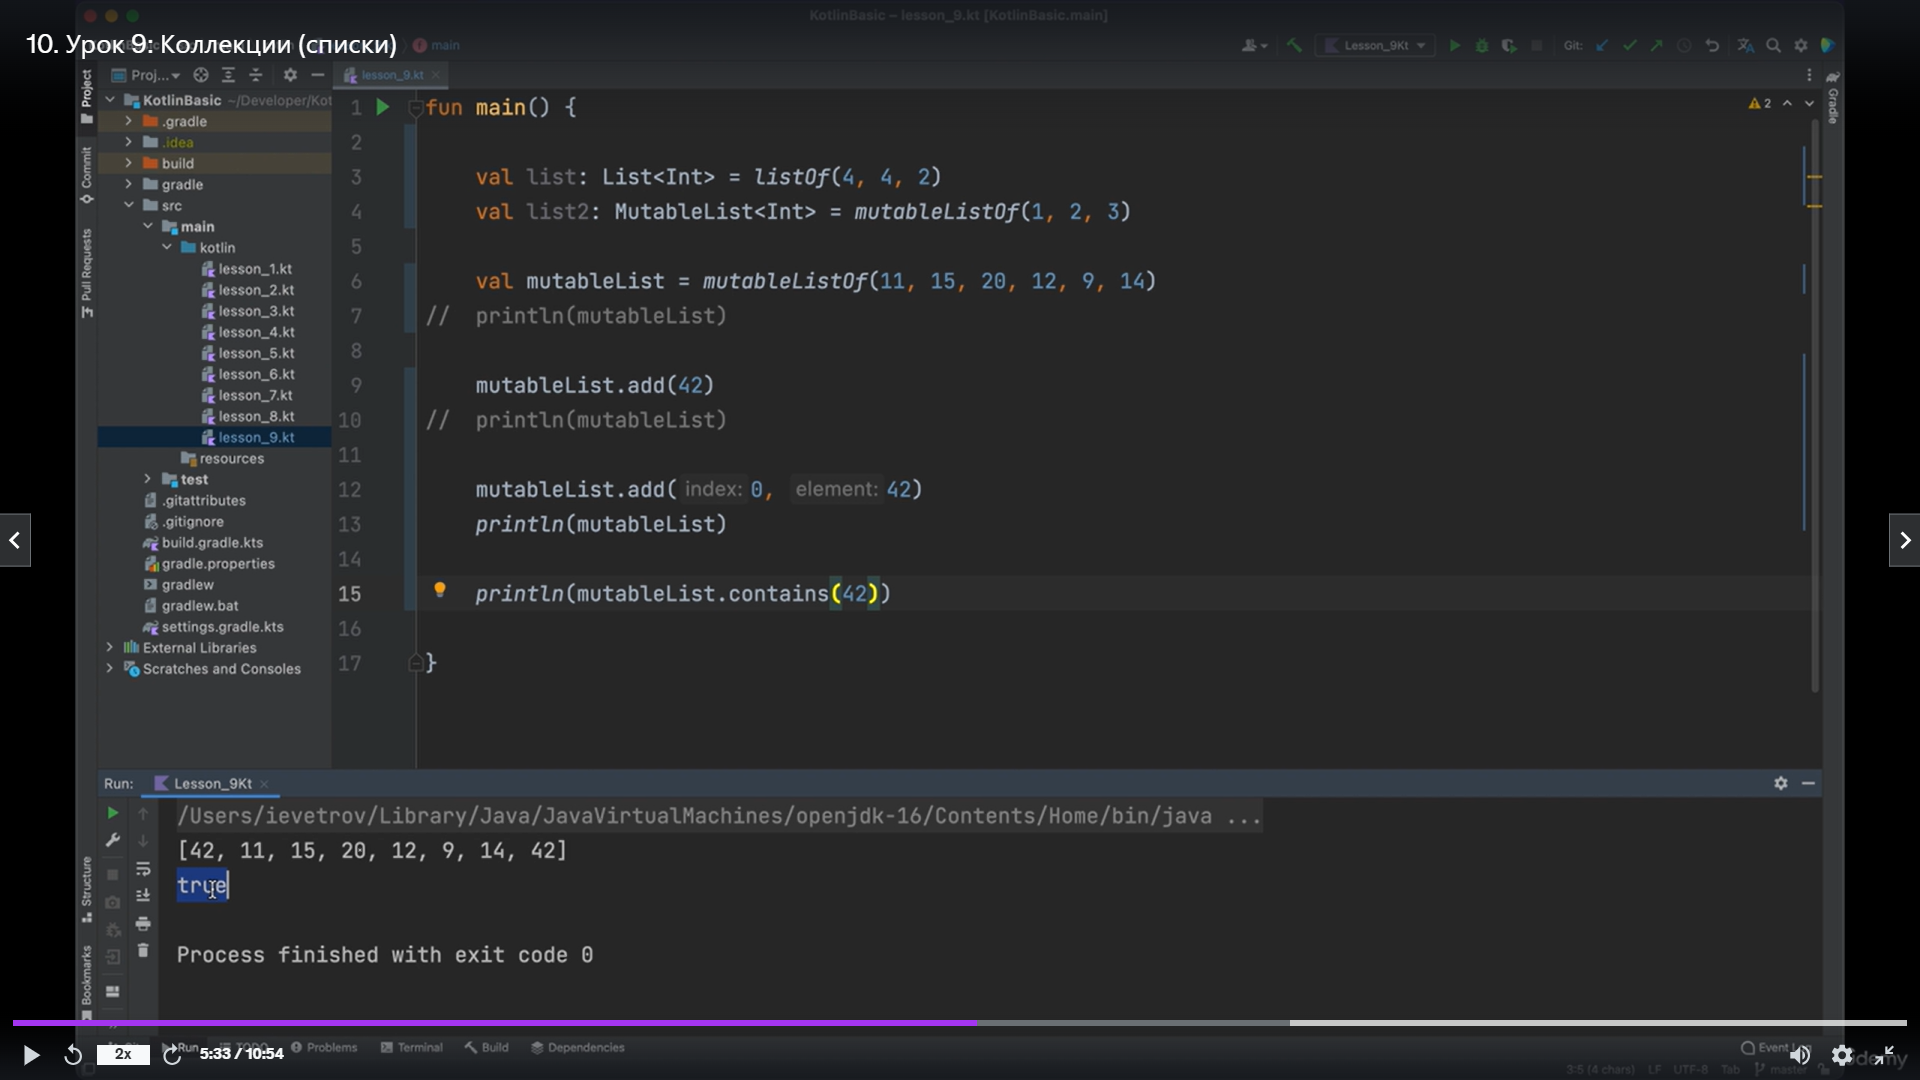 KotlinBasic – lesson_9.kt [KotlinBasic.main]
10. Урок 9: Коллекции (списки)
main
Lesson_9Kt
Git:
Project
Proj...
lesson_9.kt
KotlinBasic ~/Developer/Kot
.gradle
.idea
build
gradle
src
main
kotlin
lesson_1.kt
lesson_2.kt
lesson_3.kt
lesson_4.kt
lesson_5.kt
lesson_6.kt
lesson_7.kt
lesson_8.kt
lesson_9.kt
resources
test
.gitattributes
.gitignore
build.gradle.kts
gradle.properties
gradlew
gradlew.bat
settings.gradle.kts
External Libraries
Scratches and Consoles
Commit
Pull Requests
Gradle
2
1 fun main() {
2
3 val list: List<Int> = listOf(4, 4, 2)
4 val list2: MutableList<Int> = mutableListOf(1, 2, 3)
5
6 val mutableList = mutableListOf(11, 15, 20, 12, 9, 14)
7 // println(mutableList)
8
9 mutableList.add(42)
10 // println(mutableList)
11
12 mutableList.add( index: 0, element: 42)
13 println(mutableList)
14
15 println(mutableList.contains(42))
16
17 }
Run: Lesson_9Kt
/Users/ievetrov/Library/Java/JavaVirtualMachines/openjdk-16/Contents/Home/bin/java ...
[42, 11, 15, 20, 12, 9, 14, 42]
true
Process finished with exit code 0
Structure
Bookmarks
Run TODO Problems Terminal Build Dependencies
2x
5:33 / 10:54
3:5 (4 chars) LF UTF-8 Tab master